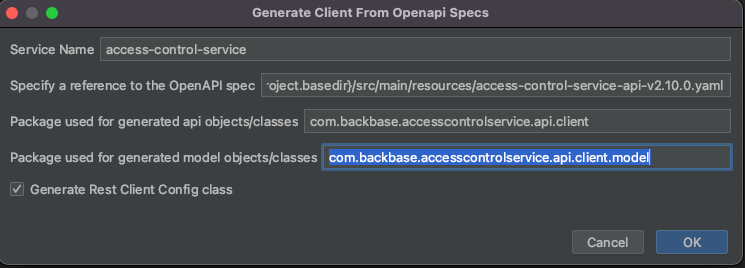 Generate Client From Openapi Specs
Service Name access-control-service
Specify a reference to the OpenAPI spec oject.basedir}/src/main/resources/access-control-service-api-v2.10.0.yaml
Package used for generated api objects/classes com.backbase.accesscontrolservice.api.client
Package used for generated model objects/classes com.backbase.accesscontrolservice.api.client.model
Generate Rest Client Config class
Cancel OK